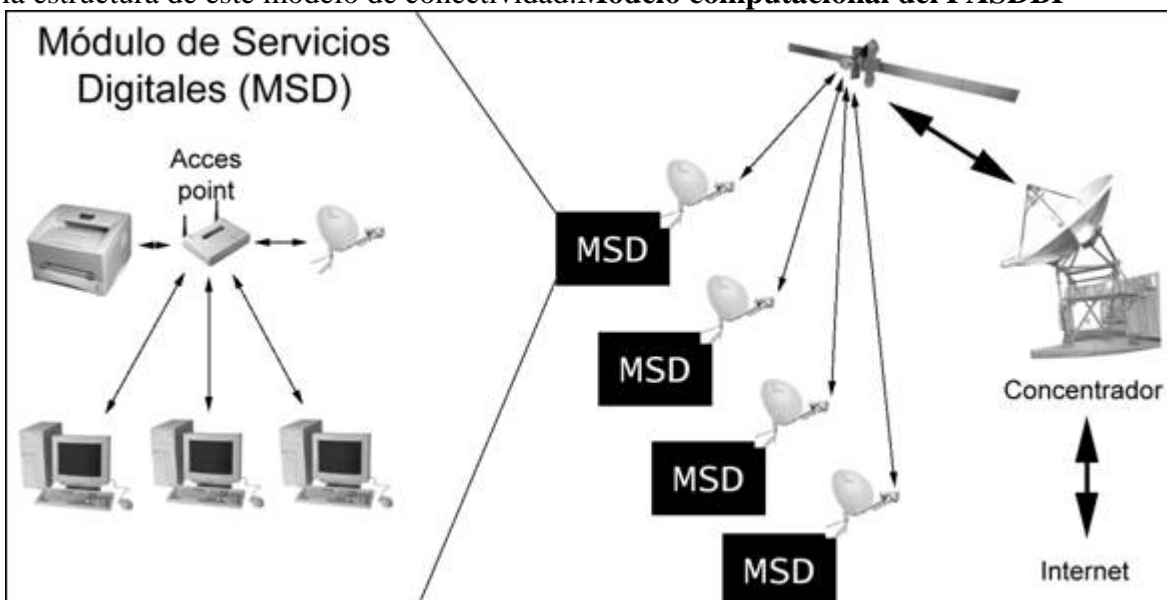 la estructura de este modelo de conectividad.Modelo computacional del PASDBP
Módulo de Servicios
Digitales (MSD)
Acces
point
MSD
MSD
MSD
MSD
Concentrador
Internet